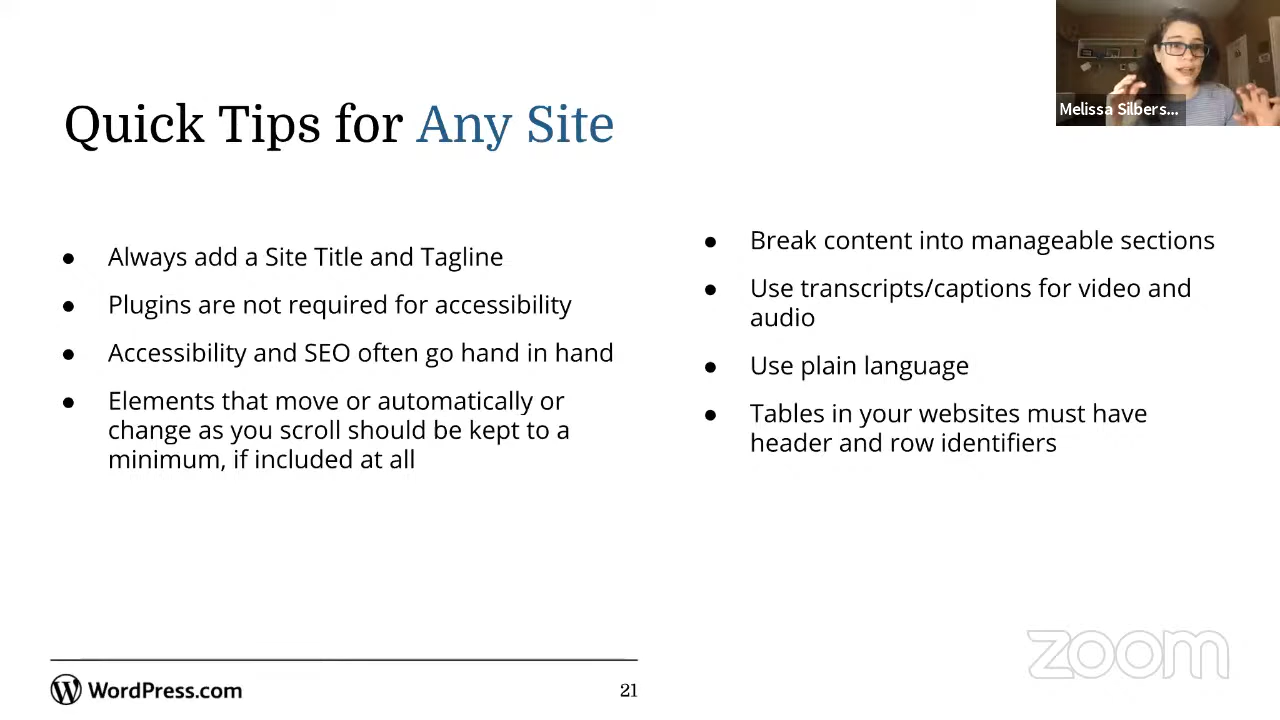 Quick Tips for Any Site
Always add a Site Title and Tagline
Plugins are not required for accessibility
Accessibility and SEO often go hand in hand
Elements that move or automatically or
change as you scroll should be kept to a
minimum, if included at all
Break content into manageable sections
Use transcripts/captions for video and
audio
Use plain language
Tables in your websites must have
header and row identifiers
Melissa Silbers...
WordPress.com
21
zoom